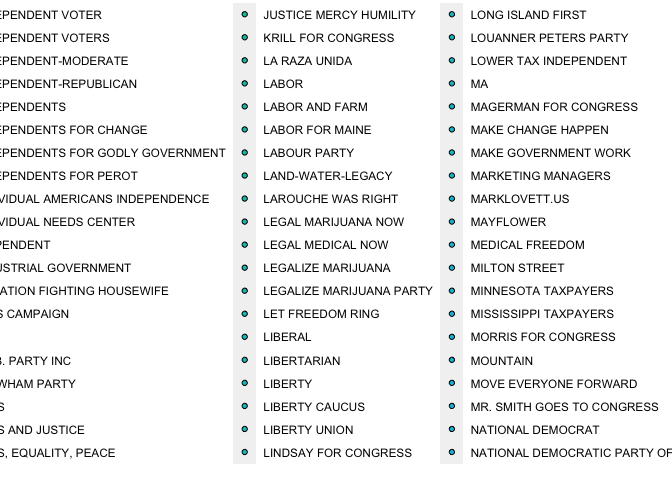 EPENDENT VOTER
EPENDENT VOTERS
EPENDENT-MODERATE
EPENDENT-REPUBLICAN
EPENDENTS
EPENDENTS FOR CHANGE
EPENDENTS FOR GODLY GOVERNMENT
EPENDENTS FOR PEROT
VIDUAL AMERICANS INDEPENDENCE
VIDUAL NEEDS CENTER
PENDENT
USTRIAL GOVERNMENT
ATION FIGHTING HOUSEWIFE
S CAMPAIGN
. PARTY INC
WHAM PARTY
S
S AND JUSTICE
S, EQUALITY, PEACE
JUSTICE MERCY HUMILITY
KRILL FOR CONGRESS
LA RAZA UNIDA
LABOR
LABOR AND FARM
LABOR FOR MAINE
LABOUR PARTY
LAND-WATER-LEGACY
LAROUCHE WAS RIGHT
LEGAL MARIJUANA NOW
LEGAL MEDICAL NOW
LEGALIZE MARIJUANA
LEGALIZE MARIJUANA PARTY
LET FREEDOM RING
LIBERAL
LIBERTARIAN
LIBERTY
LIBERTY CAUCUS
LIBERTY UNION
LINDSAY FOR CONGRESS
LONG ISLAND FIRST
LOUANNER PETERS PARTY
LOWER TAX INDEPENDENT
MA
MAGERMAN FOR CONGRESS
MAKE CHANGE HAPPEN
MAKE GOVERNMENT WORK
MARKETING MANAGERS
MARKLOVETT.US
MAYFLOWER
MEDICAL FREEDOM
MILTON STREET
MINNESOTA TAXPAYERS
MISSISSIPPI TAXPAYERS
MORRIS FOR CONGRESS
MOUNTAIN
MOVE EVERYONE FORWARD
MR. SMITH GOES TO CONGRESS
NATIONAL DEMOCRAT
NATIONAL DEMOCRATIC PARTY OF